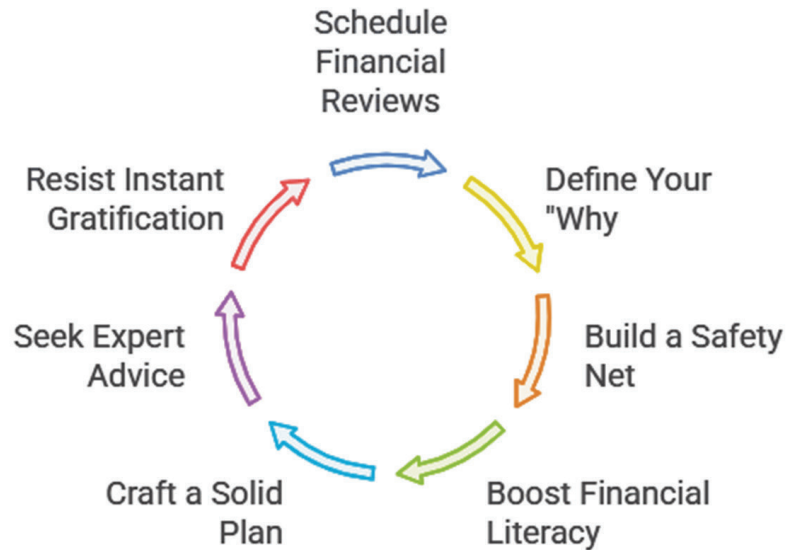 Schedule
Financial
Reviews
Define Your
"Why
Build a Safety
Net
Boost Financial
Literacy
Craft a Solid
Plan
Seek Expert
Advice
Resist Instant
Gratification